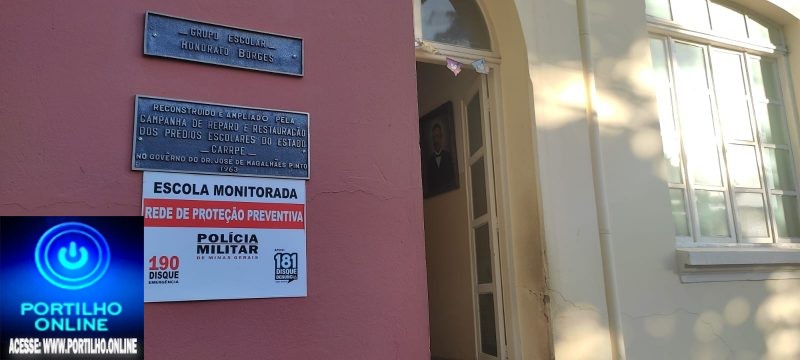 GRUPO ESCOLAR
HONORATO BORGES
RECONSTRUIDO E AMPLIADO PELA
CAMPANHA DE REPARO E RESTAURAÇÃO
DOS PRÉDIOS ESCOLARES DO ESTADO
— CARRPE —
NO GOVERNO DO DR. JOSÉ DE MAGALHÃES PINTO
1963
ESCOLA MONITORADA
REDE DE PROTEÇÃO PREVENTIVA
POLÍCIA
MILITAR
DE MINAS GERAIS
190
DISQUE
EMERGÊNCIA
APOIO:
181
DISQUE
DENÚNCIA
PORTILHO
ONLINE
ACESSE: WWW.PORTILHO.ONLINE